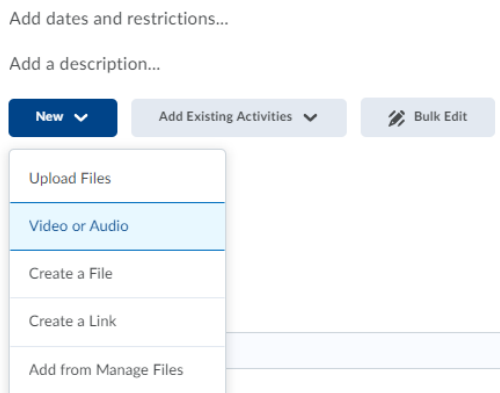 Add dates and restrictions...
Add a description...
New Add Existing Activities Bulk Edit
Upload Files
Video or Audio
Create a File
Create a Link
Add from Manage Files